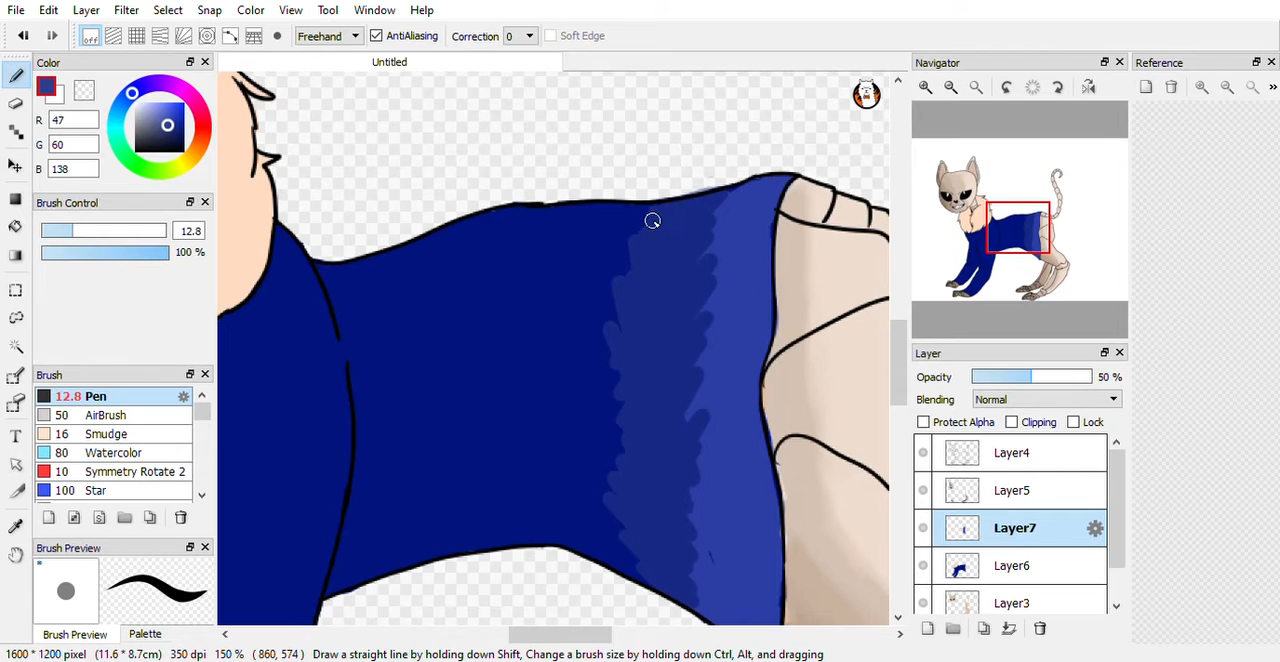 File Edit Layer Filter Select Snap Color View Tool Window Help
off Freehand AntiAliasing Correction 0 Soft Edge
Color
R 47
G 60
B 138
Brush Control
12.8
100 %
Brush
12.8 Pen
50 AirBrush
16 Smudge
80 Watercolor
10 Symmetry Rotate 2
100 Star
Brush Preview
*
Brush Preview Palette
Untitled
Navigator
Layer
Opacity 50 %
Blending Normal
Protect Alpha Clipping Lock
Layer4
Layer5
Layer7
Layer6
Layer3
Reference
»
1600 * 1200 pixel (11.6 * 8.7cm) 350 dpi 150 % ( 860, 574 ) Draw a straight line by holding down Shift, Change a brush size by holding down Ctrl, Alt, and dragging